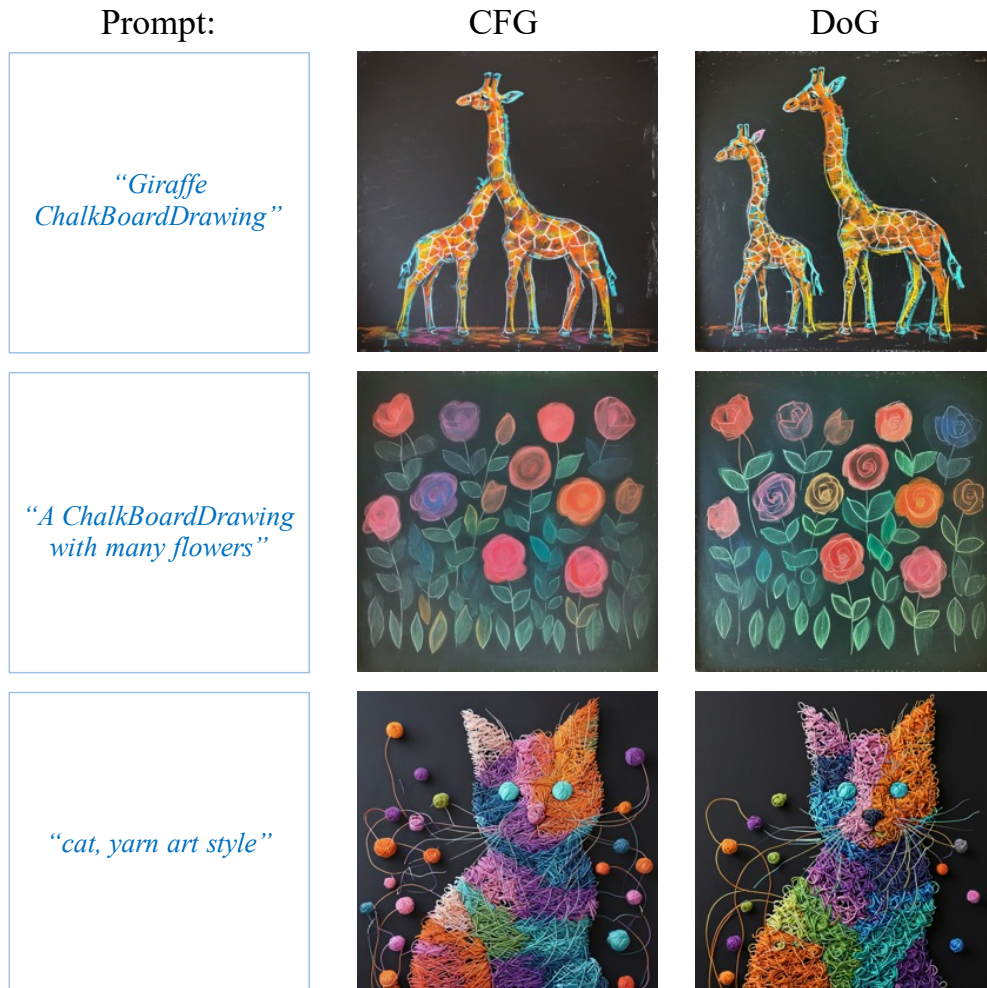 Prompt:
CFG
DoG
“Giraffe
ChalkBoardDrawing”
“A ChalkBoardDrawing
with many flowers”
“cat, yarn art style”